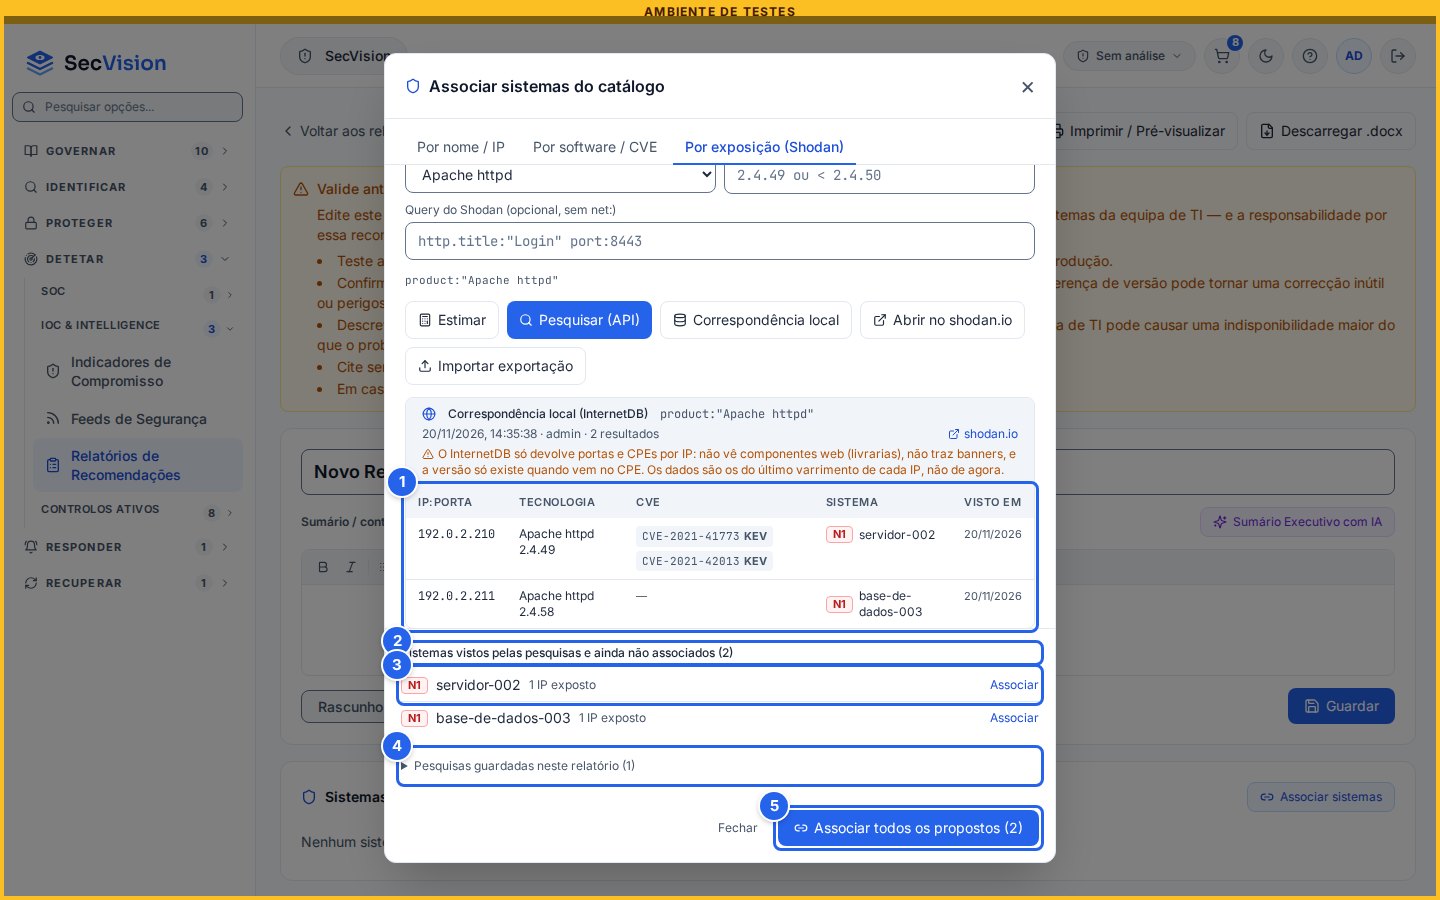 AMBIENTE DE TESTES
SecVision
Pesquisar opções...
GOVERNAR 10
IDENTIFICAR 4
PROTEGER 6
DETETAR 3
SOC 1
IOC & INTELLIGENCE 3
Indicadores de
Compromisso
Feeds de Segurança
Relatórios de
Recomendações
CONTROLOS ATIVOS 8
RESPONDER 1
RECUPERAR 1
SecVision
Sem análise
8
AD
Voltar aos rel
Imprimir / Pré-visualizar
Descarregar .docx
Valide ant
Edite este
temas da equipa de TI — e a responsabilidade por
essa recor
Teste a
rodução.
Confirm
erença de versão pode tornar uma correcção inútil
ou perigos
Descre
a de TI pode causar uma indisponibilidade maior do
que o prob
Cite se
Em cas
Novo Re
Sumário / cont
Sumário Executivo com IA
B I
Rascunho
Guardar
Sistemas
Associar sistemas
Nenhum siste
Associar sistemas do catálogo
Por nome / IP
Por software / CVE
Por exposição (Shodan)
Apache httpd
2.4.49 ou < 2.4.50
Query do Shodan (opcional, sem net:)
http.title:"Login" port:8443
product:"Apache httpd"
Estimar
Pesquisar (API)
Correspondência local
Abrir no shodan.io
Importar exportação
Correspondência local (InternetDB) product:"Apache httpd"
20/11/2026, 14:35:38 · admin · 2 resultados
shodan.io
O InternetDB só devolve portas e CPEs por IP: não vê componentes web (livrarias), não traz banners, e
a versão só existe quando vem no CPE. Os dados são os do último varrimento de cada IP, não de agora.
1
IP:PORTA TECNOLOGIA CVE SISTEMA VISTO EM
192.0.2.210 Apache httpd 2.4.49 CVE-2021-41773 KEV CVE-2021-42013 KEV N1 servidor-002 20/11/2026
192.0.2.211 Apache httpd 2.4.58 — N1 base-de-dados-003 20/11/2026
2
istemas vistos pelas pesquisas e ainda não associados (2)
3
N1 servidor-002 1 IP exposto Associar
N1 base-de-dados-003 1 IP exposto Associar
4
Pesquisas guardadas neste relatório (1)
5
Fechar
Associar todos os propostos (2)